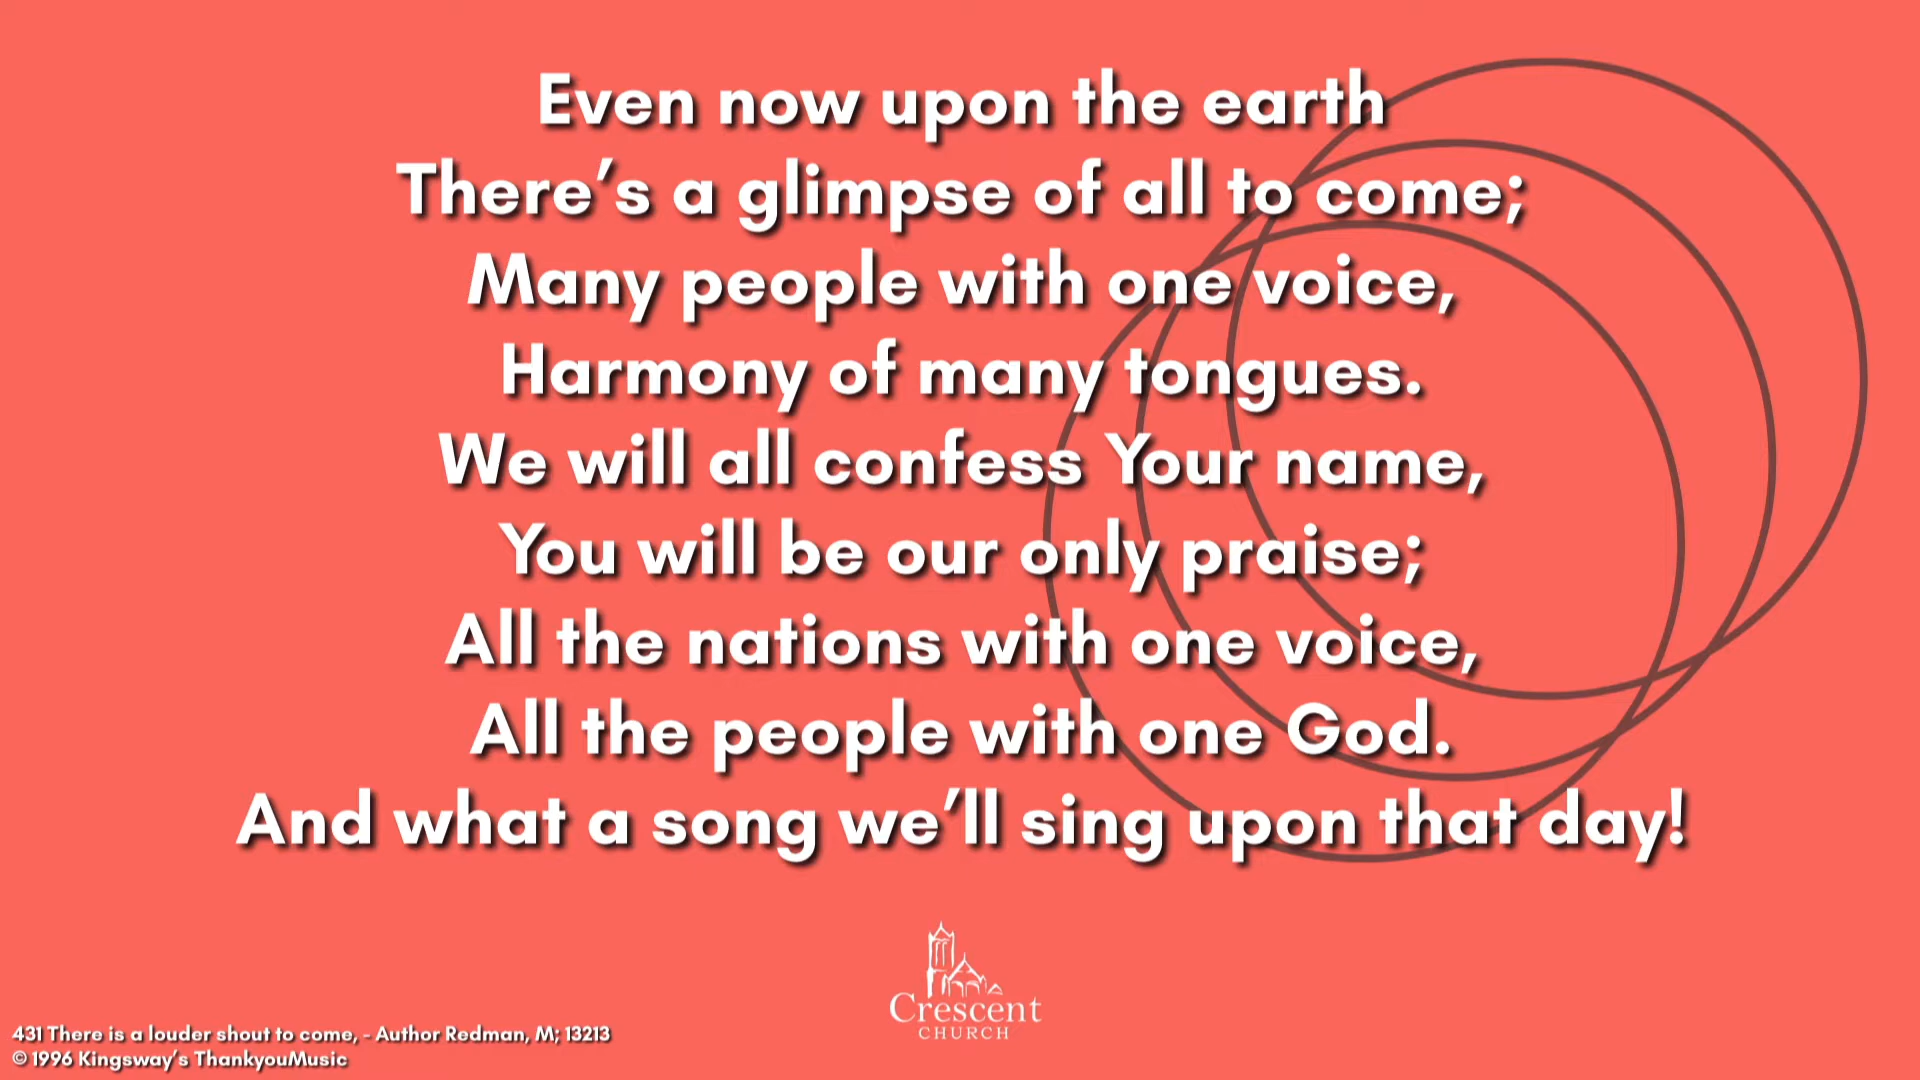 Even now upon the earth
There’s a glimpse of all to come;
Many people with one voice,
Harmony of many tongues.
We will all confess Your name,
You will be our only praise;
All the nations with one voice,
All the people with one God.
And what a song we’ll sing upon that day!
Crescent
CHURCH
431 There is a louder shout to come, - Author Redman, M; 13213
© 1996 Kingsway’s ThankyouMusic